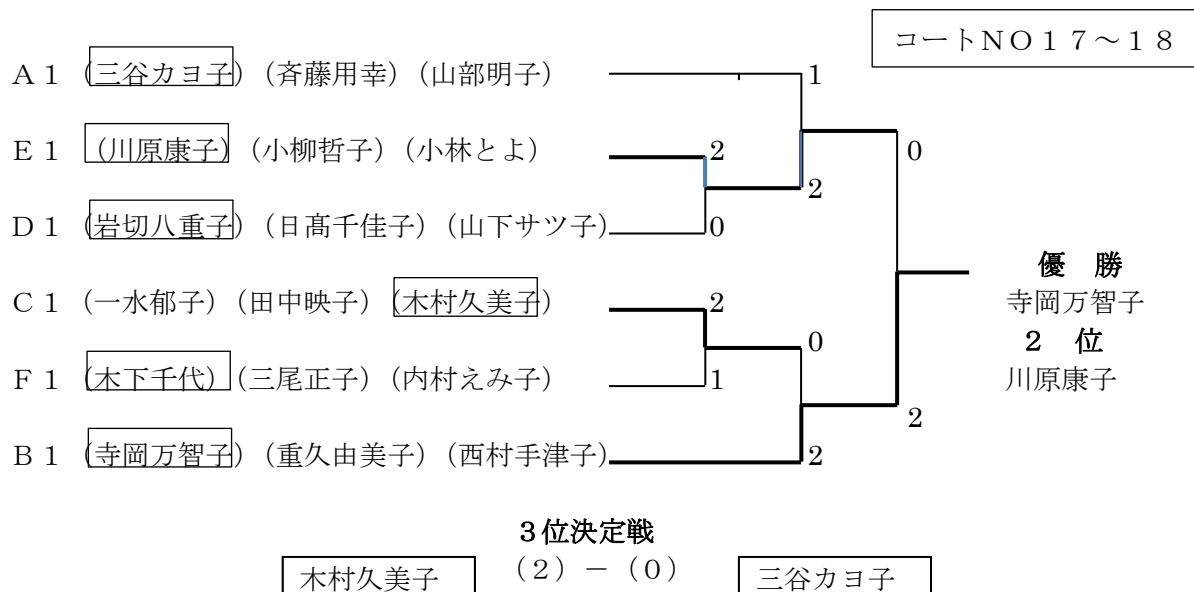 コートNO17～18
A1 (三谷カヨ子) (斉藤用幸) (山部明子) 1
E1 (川原康子) (小柳哲子) (小林とよ) 2 0
2
D1 (岩切八重子) (日髙千佳子) (山下サツ子) 0
優 勝
C1 (一水郁子) (田中映子) (木村久美子) 2
寺岡万智子
0
2 位
F1 (木下千代) (三尾正子) (内村えみ子) 1
川原康子
2
B1 (寺岡万智子) (重久由美子) (西村手津子) 2
3位決定戦
木村久美子 (2) － (0) 三谷カヨ子